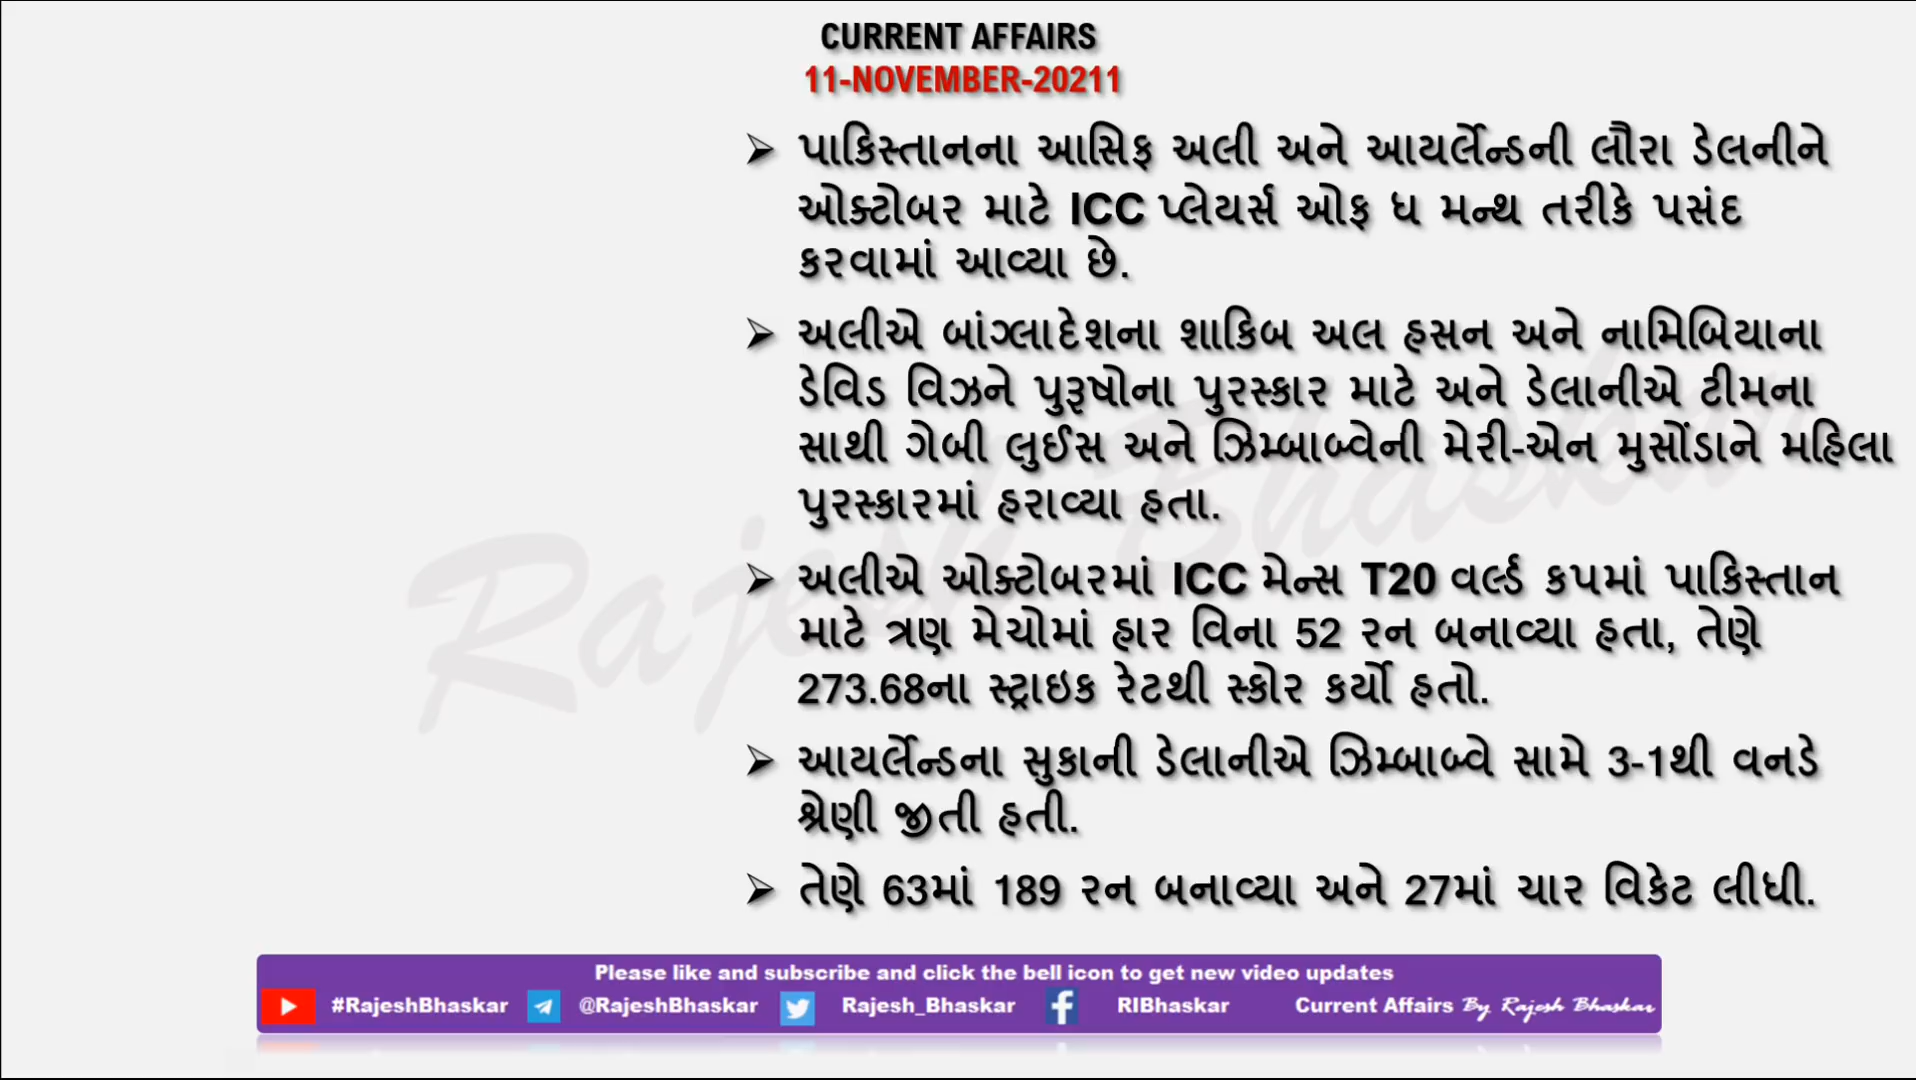 CURRENT AFFAIRS
11-NOVEMBER-20211
➢ પાકિસ્તાનના આસિફ અલી અને આયર્લેન્ડની લૌરા ડેલનીને
ઓક્ટોબર માટે ICC પ્લેયર્સ ઓફ ધ મન્થ તરીકે પસંદ
કરવામાં આવ્યા છે.
➢ અલીએ બાંગ્લાદેશના શાકિબ અલ હસન અને નામિબિયાના
ડેવિડ વિઝને પુરૂષોના પુરસ્કાર માટે અને ડેલાનીએ ટીમના
સાથી ગેબી લુઈસ અને ઝિમ્બાબ્વેની મેરી-એન મુસોંડાને મહિલા
પુરસ્કારમાં હરાવ્યા હતા.
➢ અલીએ ઓક્ટોબરમાં ICC મેન્સ T20 વર્લ્ડ કપમાં પાકિસ્તાન
માટે ત્રણ મેચોમાં હાર વિના 52 રન બનાવ્યા હતા, તેણે
273.68ના સ્ટ્રાઇક રેટથી સ્કોર કર્યો હતો.
➢ આયર્લેન્ડના સુકાની ડેલાનીએ ઝિમ્બાબ્વે સામે 3-1થી વનડે
શ્રેણી જીતી હતી.
➢ તેણે 63માં 189 રન બનાવ્યા અને 27માં ચાર વિકેટ લીધી.
Rajesh Bhaskar
Please like and subscribe and click the bell icon to get new video updates
#RajeshBhaskar @RajeshBhaskar Rajesh_Bhaskar RIBhaskar Current Affairs By Rajesh Bhaskar